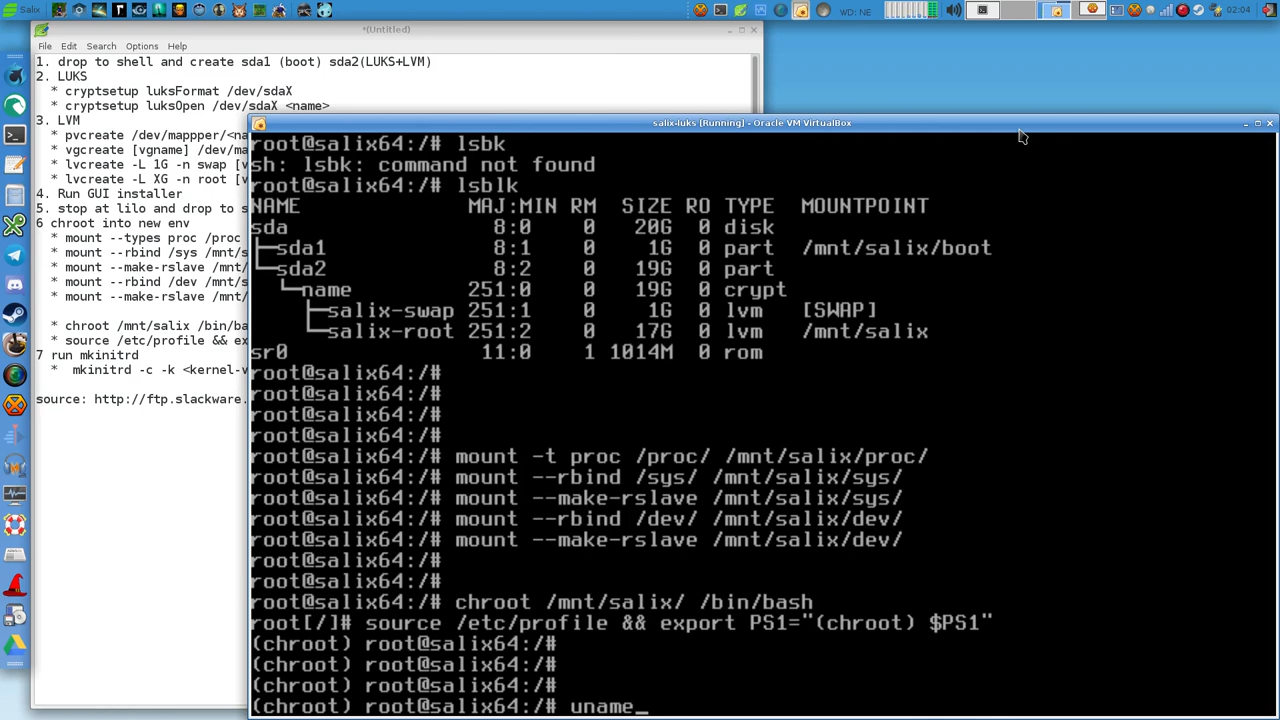 Salix
WD: NE
02:04
*(Untitled)
File Edit Search Options Help
1. drop to shell and create sda1 (boot) sda2(LUKS+LVM)
2. LUKS
* cryptsetup luksFormat /dev/sdaX
* cryptsetup luksOpen /dev/sdaX <name>
3. LVM
* pvcreate /dev/mappper/<na
* vgcreate [vgname] /dev/ma
* lvcreate -L 1G -n swap [v
* lvcreate -L XG -n root [v
4. Run GUI installer
5. stop at lilo and drop to s
6 chroot into new env
* mount --types proc /proc
* mount --rbind /sys /mnt/s
* mount --make-rslave /mnt/
* mount --rbind /dev /mnt/s
* mount --make-rslave /mnt/
* chroot /mnt/salix /bin/ba
* source /etc/profile && ex
7 run mkinitrd
* mkinitrd -c -k <kernel-v
source: http://ftp.slackware.
salix-luks [Running] - Oracle VM VirtualBox
root@salix64:/# lsbk
sh: lsbk: command not found
root@salix64:/# lsblk
NAME MAJ:MIN RM SIZE RO TYPE MOUNTPOINT
sda 8:0 0 20G 0 disk
├─sda1 8:1 0 1G 0 part /mnt/salix/boot
└─sda2 8:2 0 19G 0 part
└─name 251:0 0 19G 0 crypt
├─salix-swap 251:1 0 1G 0 lvm [SWAP]
└─salix-root 251:2 0 17G 0 lvm /mnt/salix
sr0 11:0 1 1014M 0 rom
root@salix64:/#
root@salix64:/#
root@salix64:/#
root@salix64:/#
root@salix64:/# mount -t proc /proc/ /mnt/salix/proc/
root@salix64:/# mount --rbind /sys/ /mnt/salix/sys/
root@salix64:/# mount --make-rslave /mnt/salix/sys/
root@salix64:/# mount --rbind /dev/ /mnt/salix/dev/
root@salix64:/# mount --make-rslave /mnt/salix/dev/
root@salix64:/#
root@salix64:/#
root@salix64:/# chroot /mnt/salix/ /bin/bash
root[/]# source /etc/profile && export PS1="(chroot) $PS1"
(chroot) root@salix64:/#
(chroot) root@salix64:/#
(chroot) root@salix64:/#
(chroot) root@salix64:/# uname_